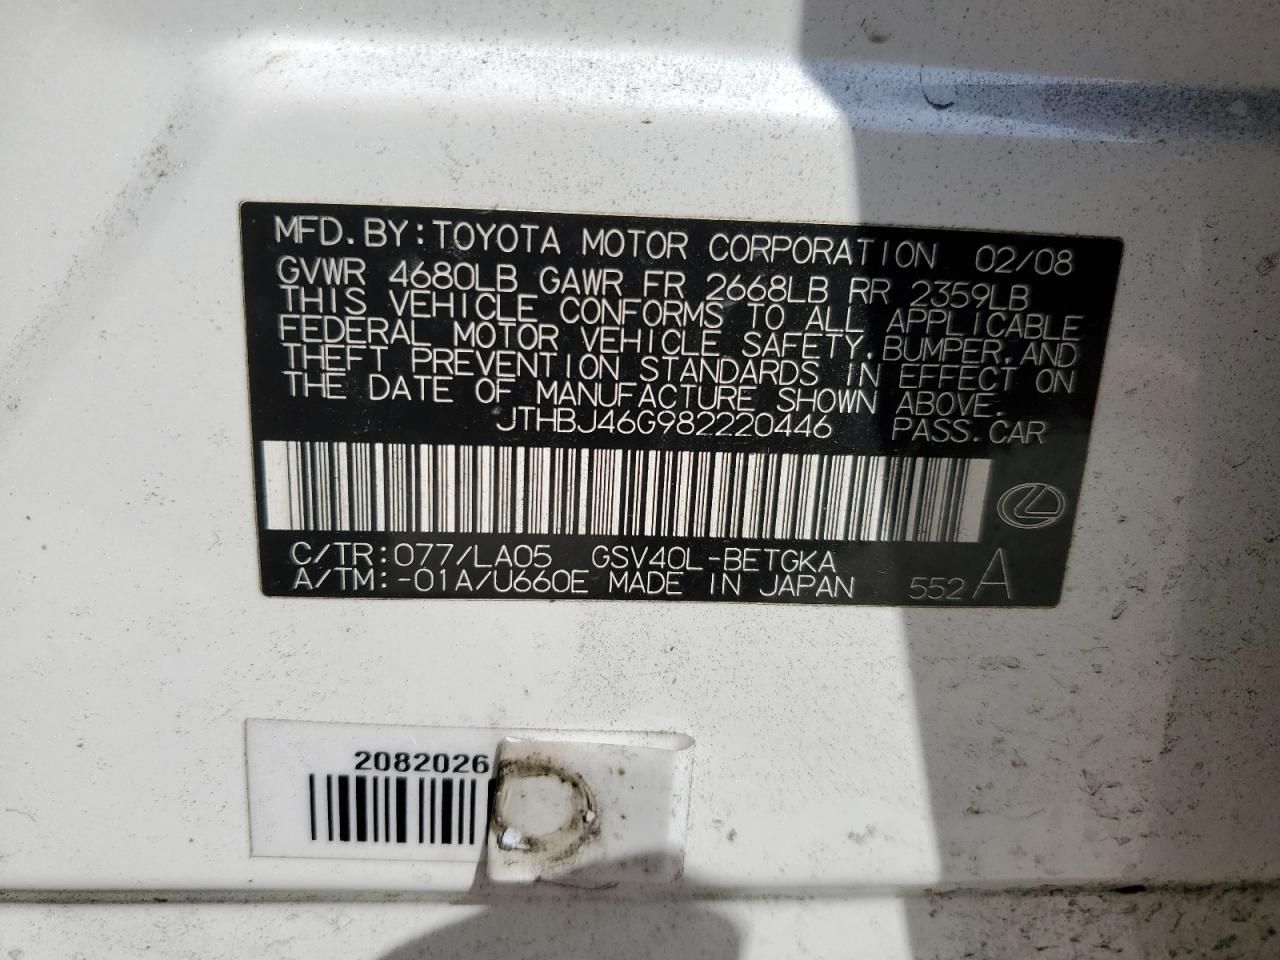 MFD.BY:TOYOTA MOTOR CORPORATION 02/08
GVWR 4680LB GAWR FR 2668LB RR 2359LB
THIS VEHICLE CONFORMS TO ALL APPLICABLE
FEDERAL MOTOR VEHICLE SAFETY,BUMPER,AND
THEFT PREVENTION STANDARDS IN EFFECT ON
THE DATE OF MANUFACTURE SHOWN ABOVE.
JTHBJ46G982220446 PASS.CAR
C/TR:077/LA05 GSV40L-BETGKA
A/TM:-01A/U660E MADE IN JAPAN 552 A
2082026